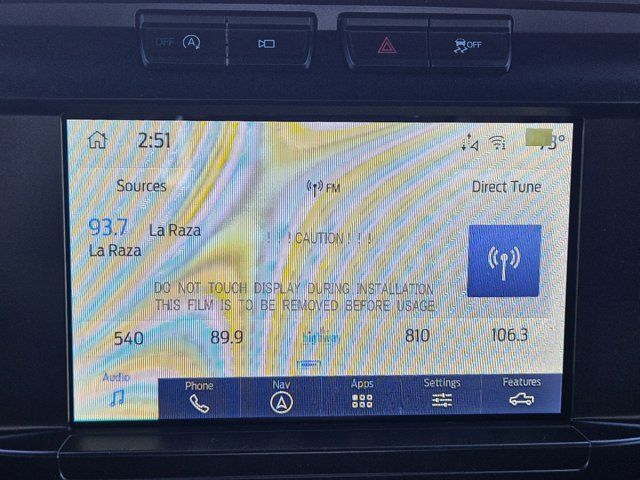 OFF A
OFF
2:51
73°
Sources
FM
Direct Tune
93.7 La Raza
La Raza
! ! ! CAUTION ! ! !
DO NOT TOUCH DISPLAY DURING INSTALLATION
THIS FILM IS TO BE REMOVED BEFORE USAGE
540 89.9 highway 810 106.3
Audio Phone Nav Apps Settings Features